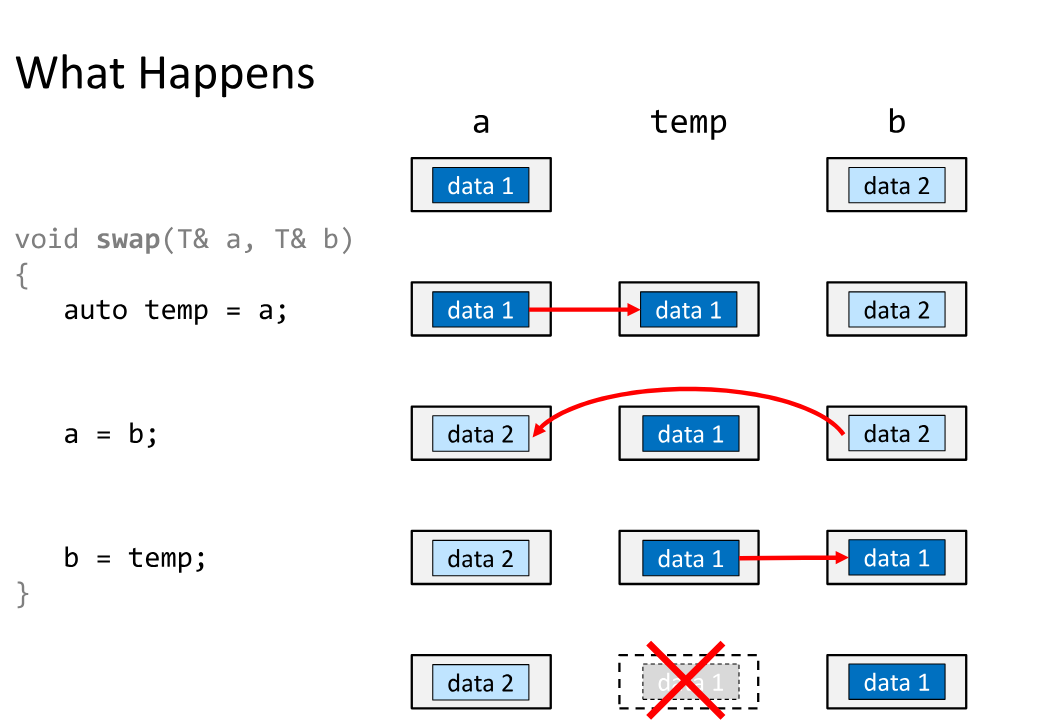 What Happens
a temp b
data 1 data 2
void swap(T& a, T& b)
{
auto temp = a; data 1 data 1 data 2
a = b; data 2 data 1 data 2
b = temp; data 2 data 1 data 1
}
data 2 data 1 data 1